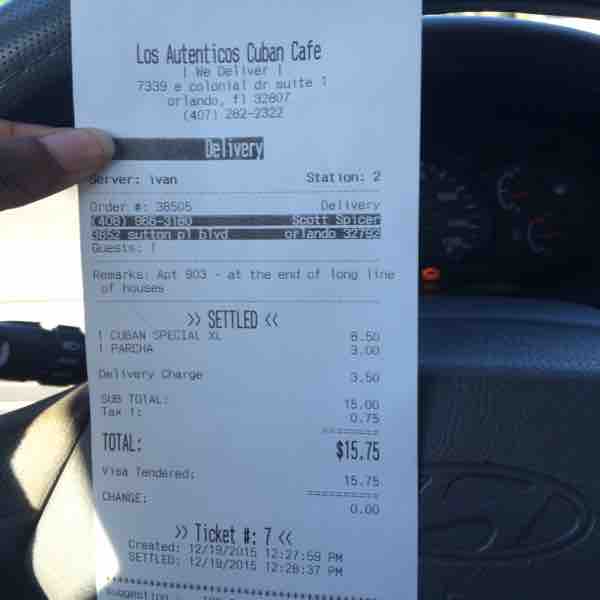 Los Autenticos Cuban Cafe
| We Deliver |
7339 e colonial dr suite 1
orlando, fl 32807
(407) 282-2322
Delivery
Server: ivan Station: 2
Order #: 38505 Delivery
(408) 966-3180 Scott Spicer
4652 sutton pl blvd orlando 32792
Guests: 1
Remarks: Apt 903 - at the end of long line
of houses
>> SETTLED <<
1 CUBAN SPECIAL XL 8.50
1 PARCHA 3.00
Delivery Charge 3.50
SUB TOTAL: 15.00
Tax 1: 0.75
TOTAL: $15.75
Visa Tendered: 15.75
CHANGE: 0.00
>> Ticket #: 7 <<
Created: 12/19/2015 12:27:59 PM
SETTLED: 12/19/2015 12:28:37 PM